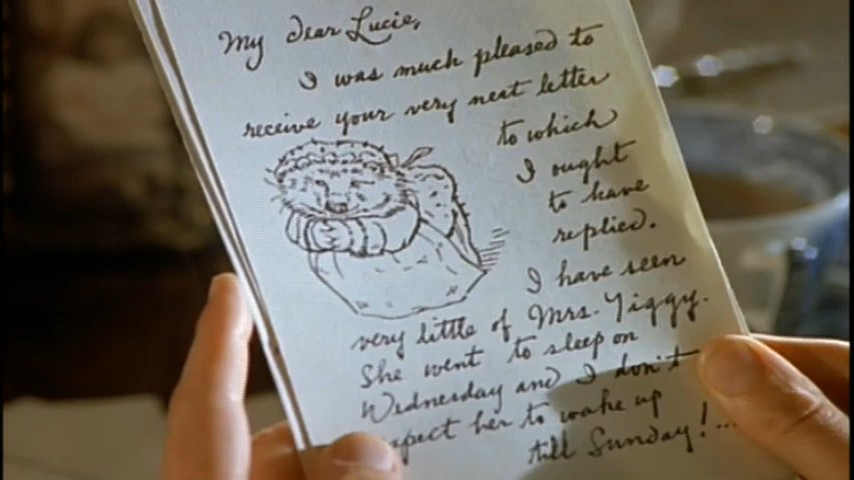 My dear Lucie,
I was much pleased to
receive your very neat letter
to which
I ought
to have
replied.
I have seen
very little of Mrs. Tiggy.
She went to sleep on
Wednesday and I don't
expect her to wake up
till Sunday!...